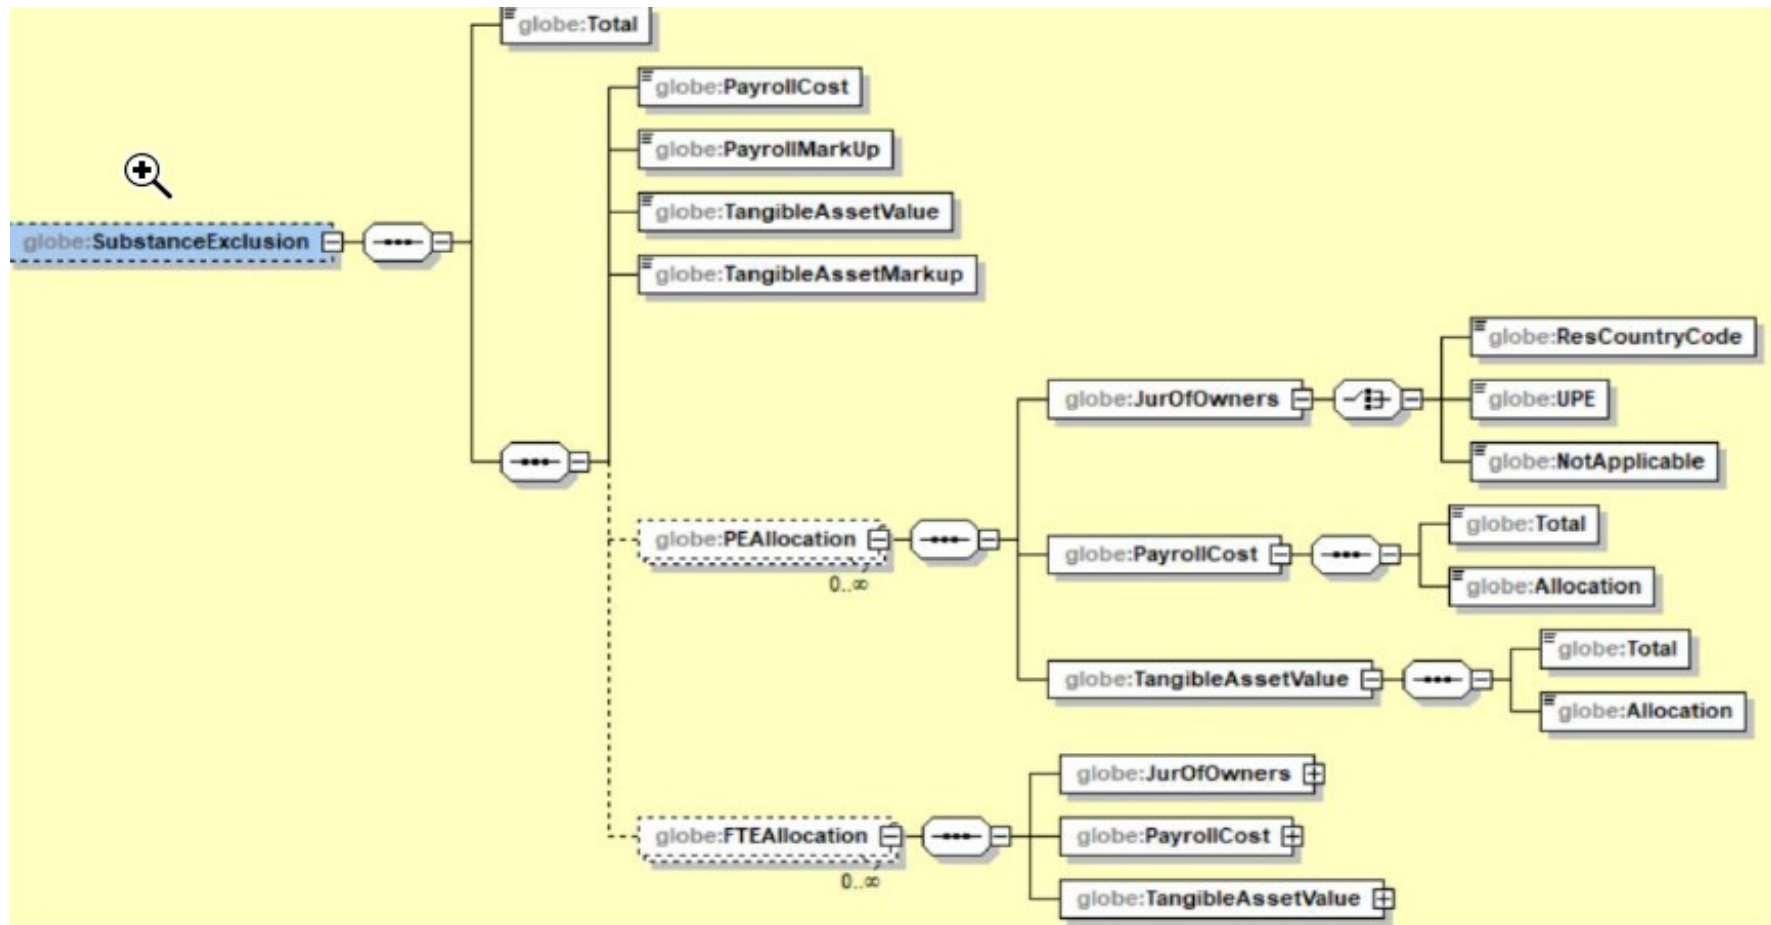 globe:Total
globe:PayrollCost
globe:PayrollMarkUp
globe:TangibleAssetValue
globe:SubstanceExclusion
globe:TangibleAssetMarkup
globe:ResCountryCode
globe:JurOfOwners
globe:UPE
globe:NotApplicable
globe:PEAllocation
0..∞
globe:PayrollCost
globe:Total
globe:Allocation
globe:TangibleAssetValue
globe:Total
globe:Allocation
globe:FTEAllocation
0..∞
globe:JurOfOwners
globe:PayrollCost
globe:TangibleAssetValue